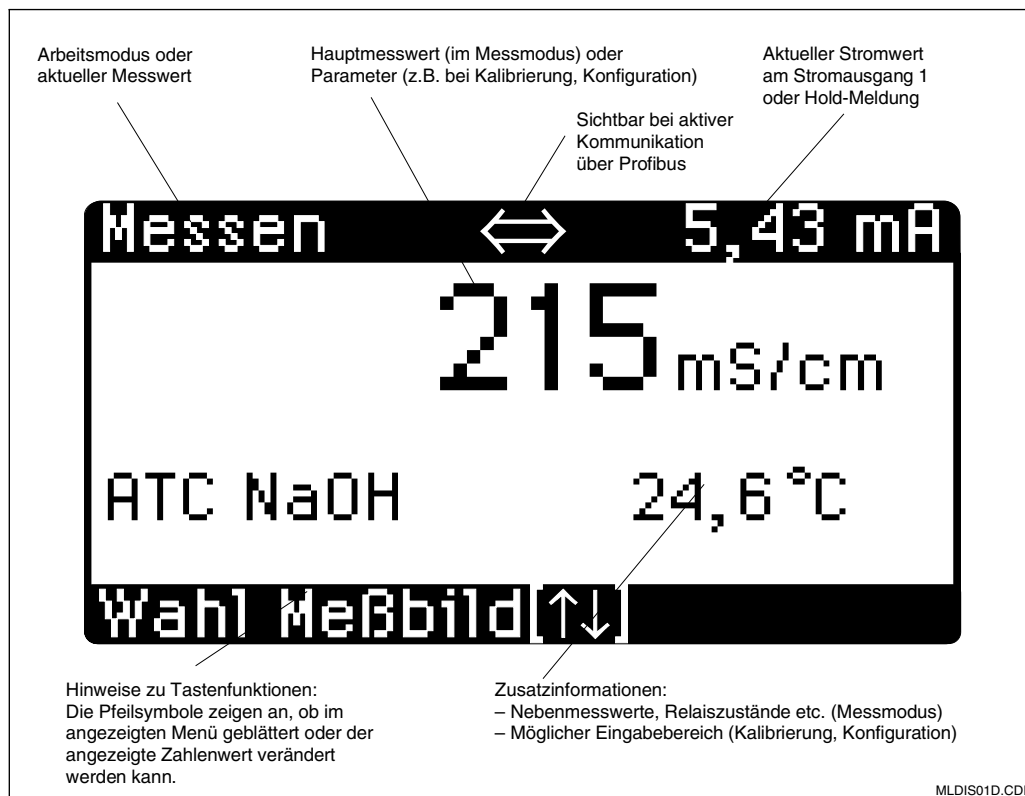 Arbeitsmodus oder
aktueller Messwert
Hauptmesswert (im Messmodus) oder
Parameter (z.B. bei Kalibrierung, Konfiguration)
Aktueller Stromwert
am Stromausgang 1
oder Hold-Meldung
Sichtbar bei aktiver
Kommunikation
über Profibus
Messen ⇔ 5,43 mA
215 mS/cm
ATC NaOH 24,6 °C
Wahl Meßbild[↑↓]
Hinweise zu Tastenfunktionen:
Die Pfeilsymbole zeigen an, ob im
angezeigten Menü geblättert oder der
angezeigte Zahlenwert verändert
werden kann.
Zusatzinformationen:
– Nebenmesswerte, Relaiszustände etc. (Messmodus)
– Möglicher Eingabebereich (Kalibrierung, Konfiguration)